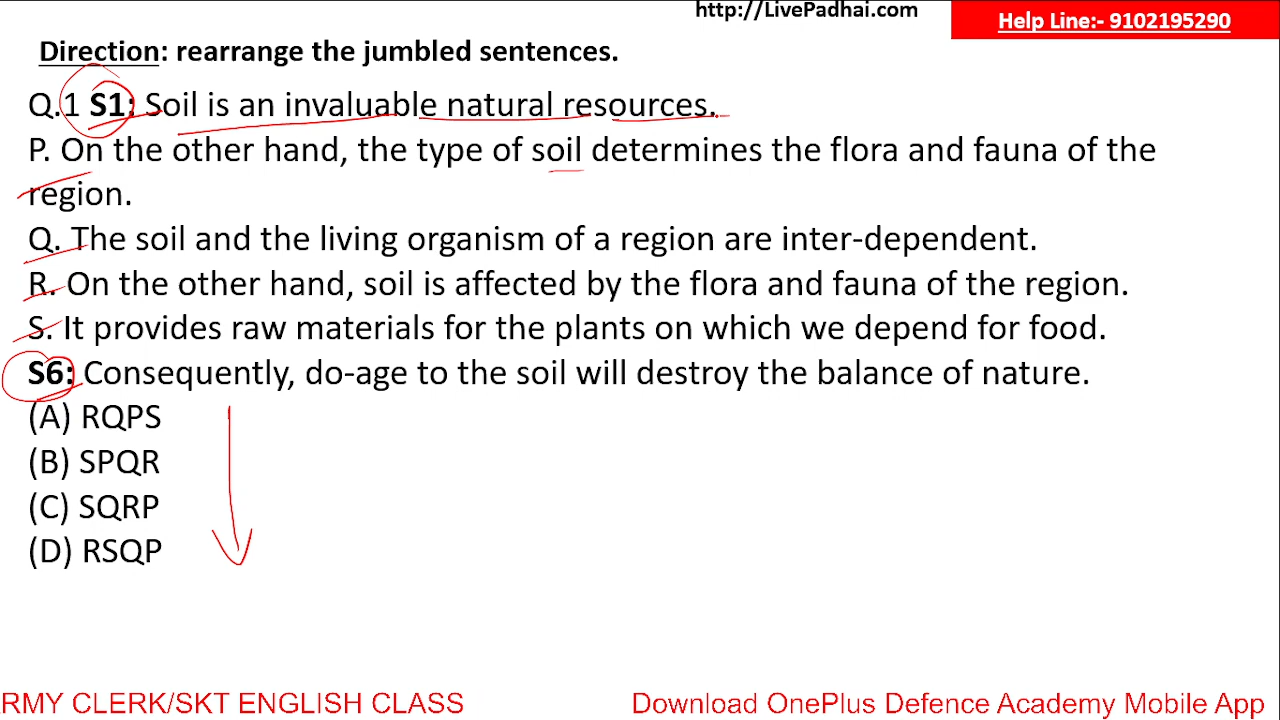 http://LivePadhai.com
Help Line:- 9102195290
Direction: rearrange the jumbled sentences.
Q.1 S1: Soil is an invaluable natural resources.
P. On the other hand, the type of soil determines the flora and fauna of the
region.
Q. The soil and the living organism of a region are inter-dependent.
R. On the other hand, soil is affected by the flora and fauna of the region.
S. It provides raw materials for the plants on which we depend for food.
S6: Consequently, do-age to the soil will destroy the balance of nature.
(A) RQPS
(B) SPQR
(C) SQRP
(D) RSQP
RMY CLERK/SKT ENGLISH CLASS
Download OnePlus Defence Academy Mobile App